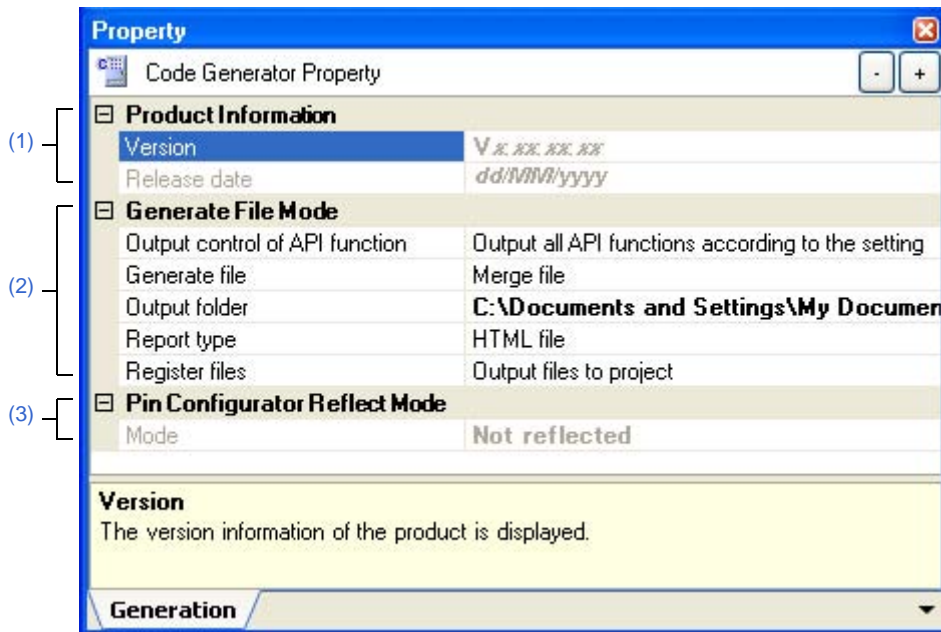 Property
Code Generator Property
- +
(1)
Product Information
Version V x.xx.xx.xx
Release date dd/MM/yyyy
(2)
Generate File Mode
Output control of API function Output all API functions according to the setting
Generate file Merge file
Output folder C:\Documents and Settings\My Documen
Report type HTML file
Register files Output files to project
(3)
Pin Configurator Reflect Mode
Mode Not reflected
Version
The version information of the product is displayed.
Generation